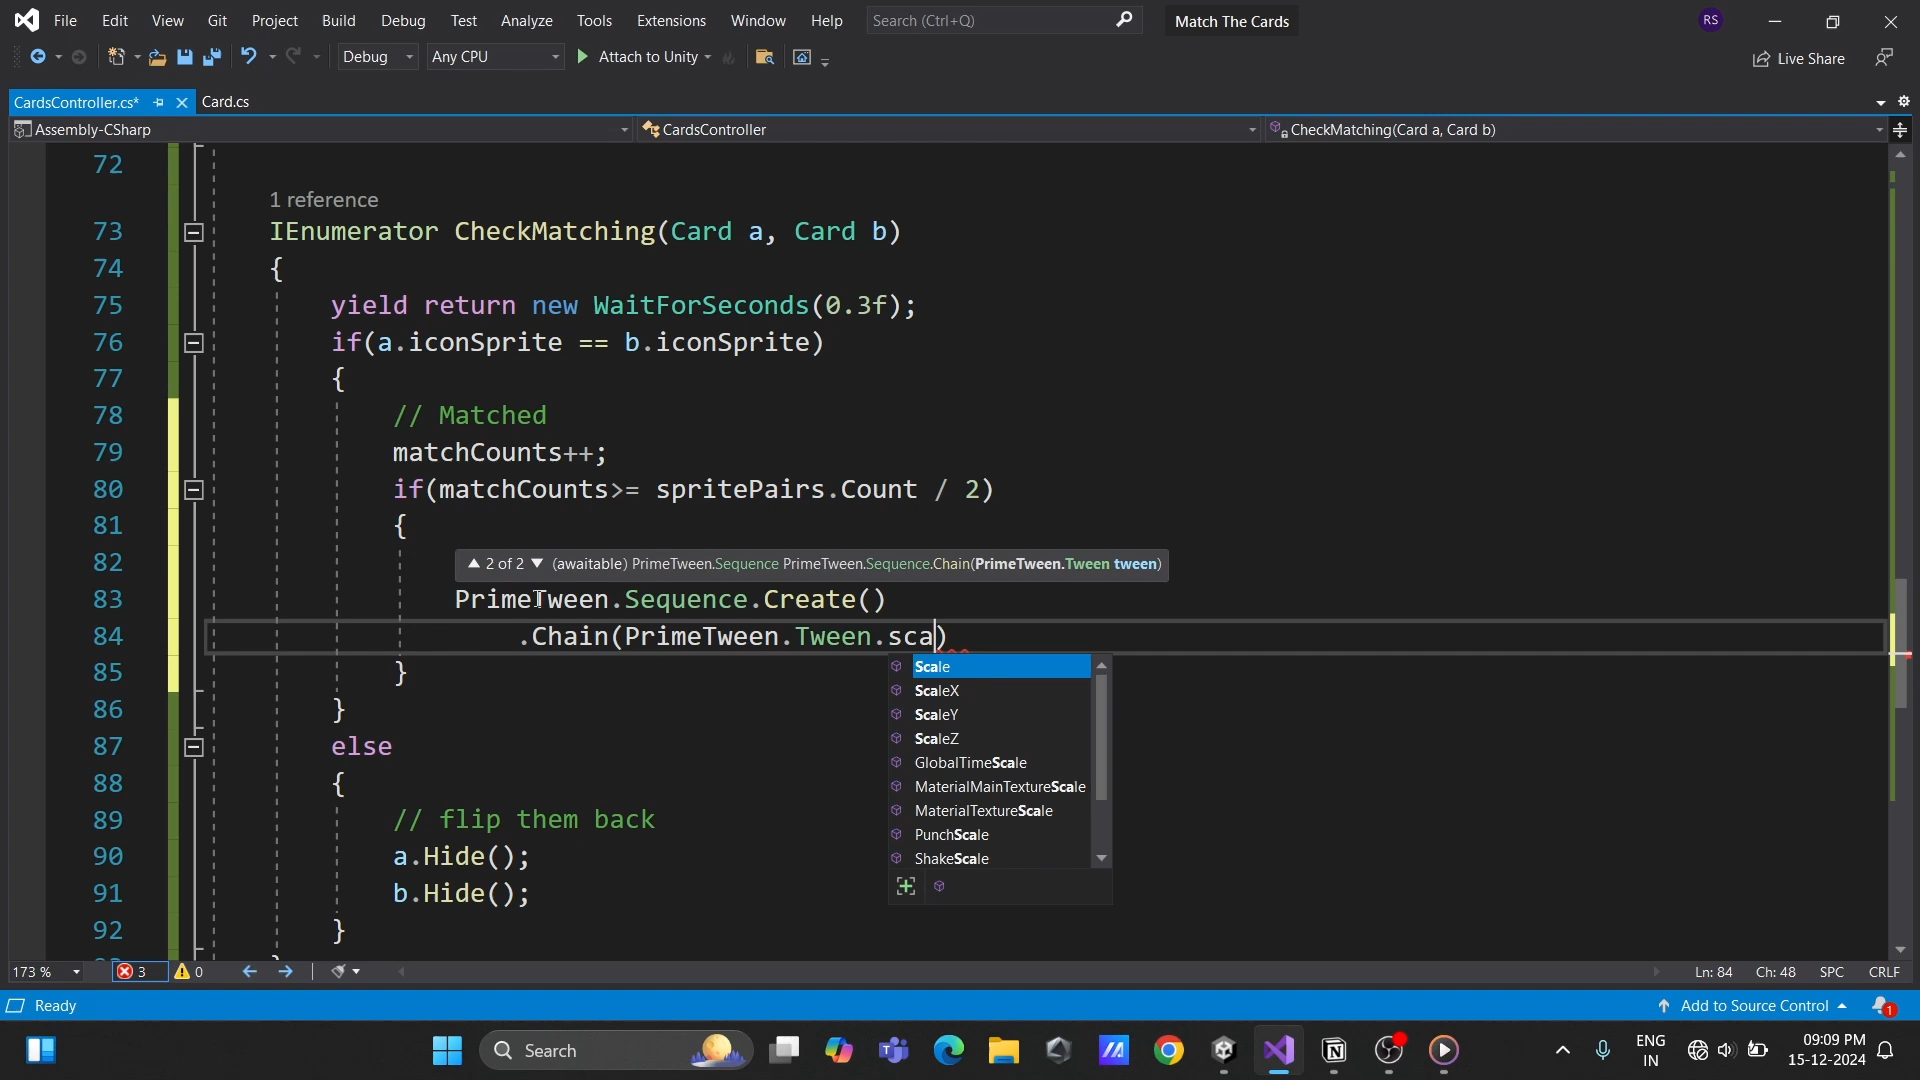 File Edit View Git Project Build Debug Test Analyze Tools Extensions Window Help Search (Ctrl+Q) Match The Cards RS
Debug Any CPU Attach to Unity Live Share
CardsController.cs* Card.cs
Assembly-CSharp CardsController CheckMatching(Card a, Card b)
72
1 reference
73 IEnumerator CheckMatching(Card a, Card b)
74 {
75 yield return new WaitForSeconds(0.3f);
76 if(a.iconSprite == b.iconSprite)
77 {
78 // Matched
79 matchCounts++;
80 if(matchCounts>= spritePairs.Count / 2)
81 {
82 ▲ 2 of 2 ▼ (awaitable) PrimeTween.Sequence PrimeTween.Sequence.Chain(PrimeTween.Tween tween)
83 PrimeTween.Sequence.Create()
84 .Chain(PrimeTween.Tween.sca)
85 }
Scale
ScaleX
86 }
ScaleY
87 else
ScaleZ
GlobalTimeScale
88 {
MaterialMainTextureScale
MaterialTextureScale
89 // flip them back
PunchScale
90 a.Hide();
ShakeScale
91 b.Hide();
92 }
173 % 3 0 Ln: 84 Ch: 48 SPC CRLF
Ready Add to Source Control 1
Search ENG IN 09:09 PM 15-12-2024